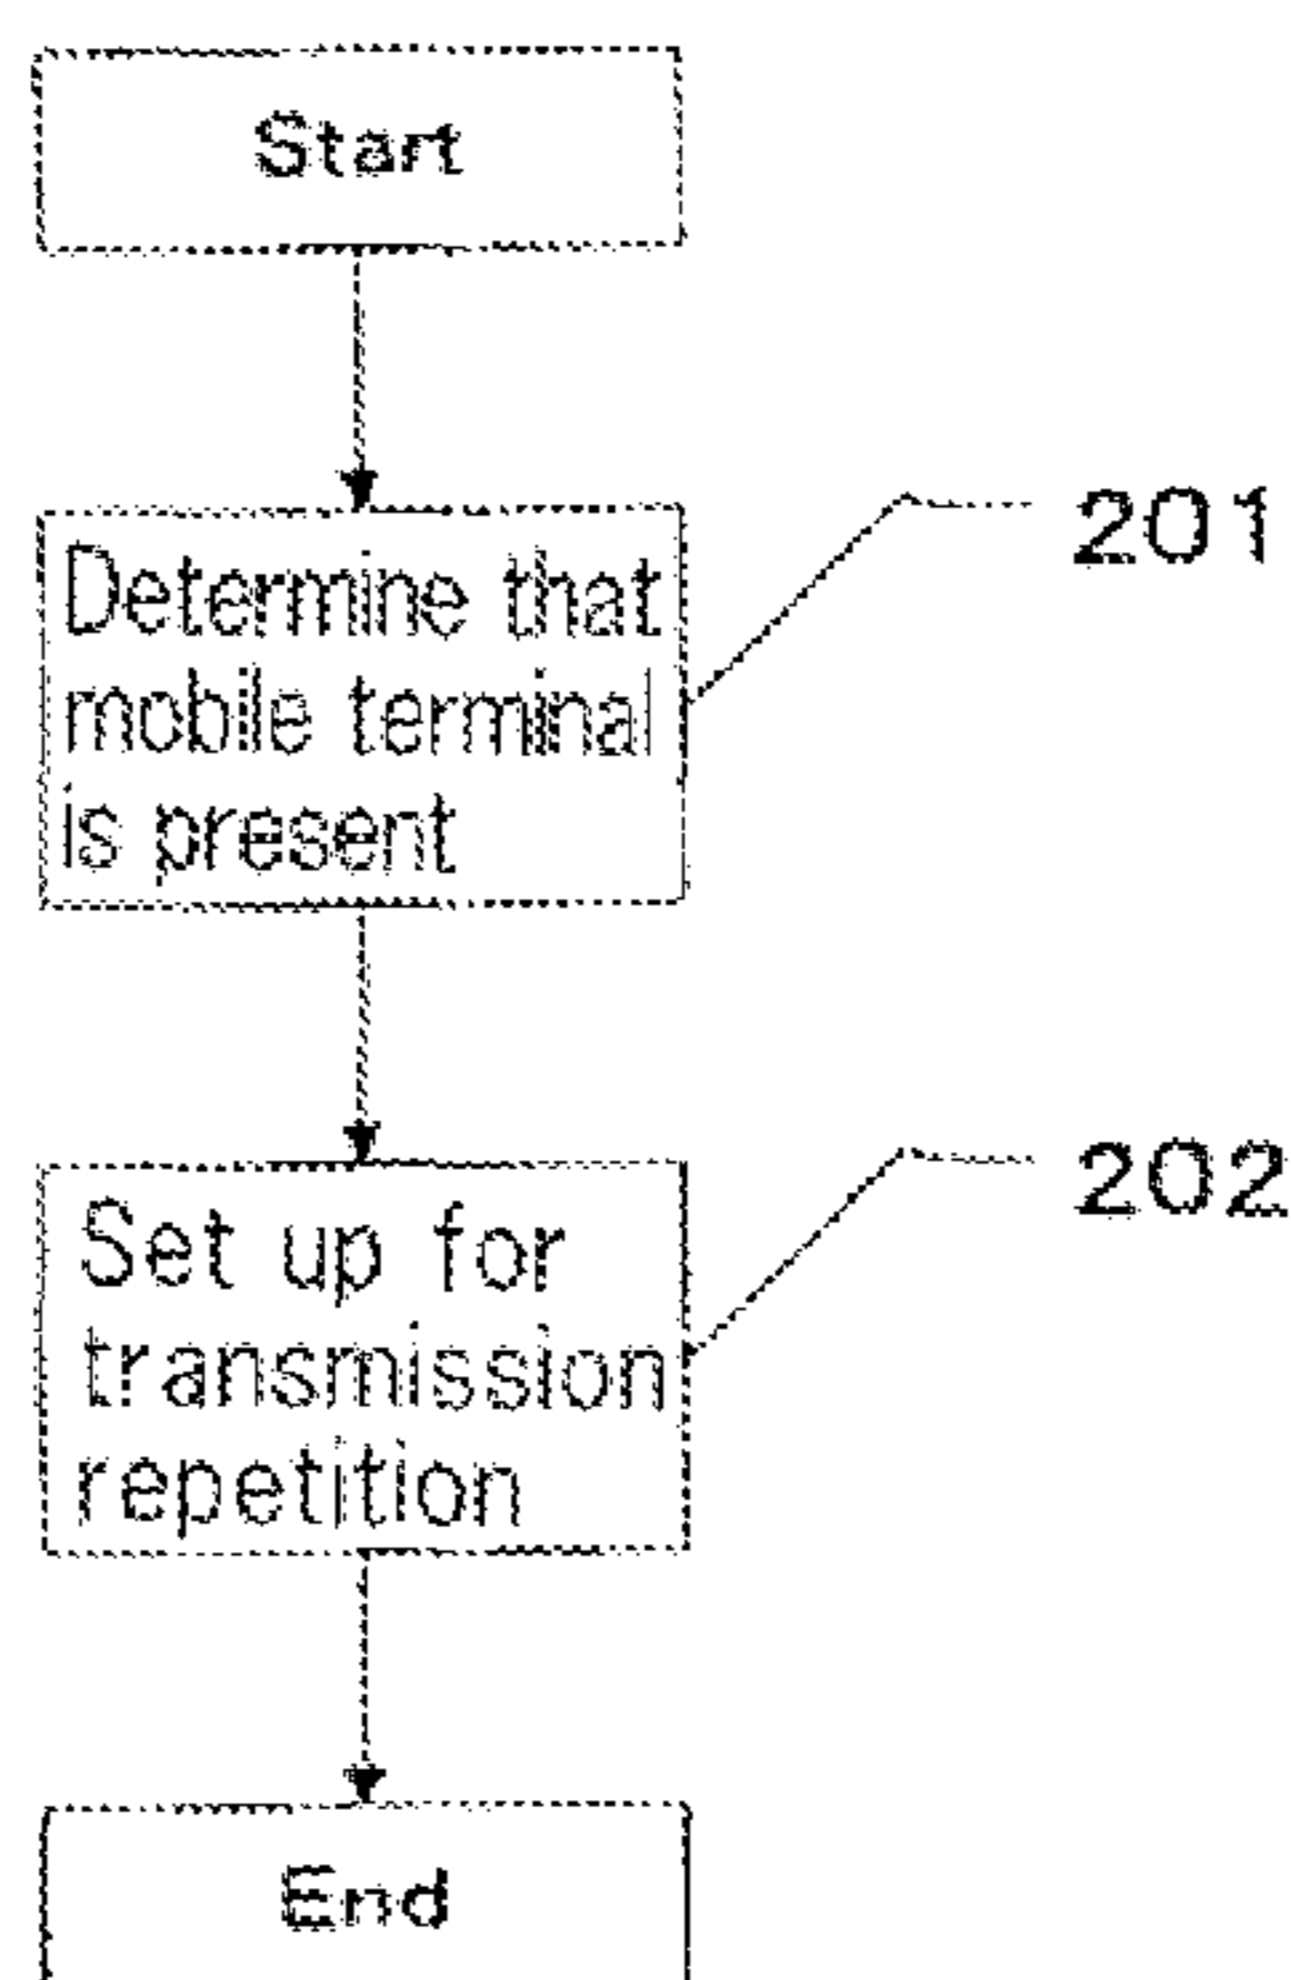 Start
Determine that
mobile terminal
is present
201
Set up for
transmission
repetition
202
End